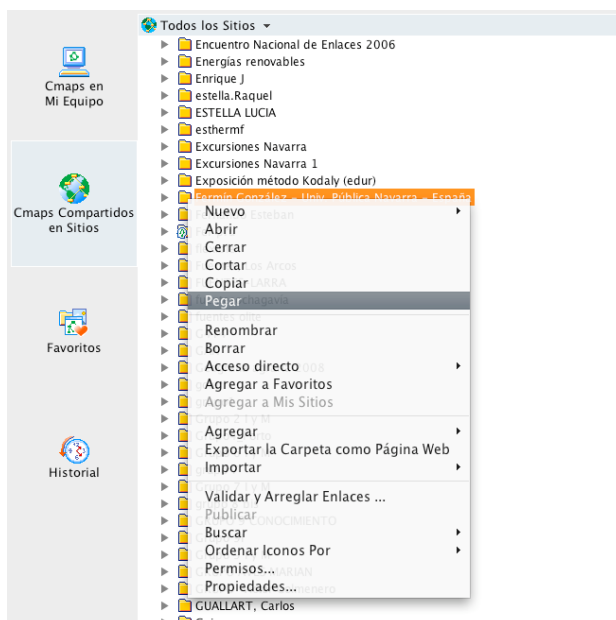 Todos los Sitios
Encuentro Nacional de Enlaces 2006
Energías renovables
Enrique J
estella.Raquel
ESTELLA LUCIA
esthermf
Excursiones Navarra
Excursiones Navarra 1
Exposición método Kodaly (edur)
Fermín González – Univ. Pública Navarra – España
Cmaps en
Mi Equipo
Cmaps Compartidos
en Sitios
Favoritos
Historial
Nuevo
Abrir
Cerrar
Cortar
Copiar
Pegar
Renombrar
Borrar
Acceso directo
Agregar a Favoritos
Agregar a Mis Sitios
Agregar
Exportar la Carpeta como Página Web
Importar
Validar y Arreglar Enlaces ...
Publicar
Buscar
Ordenar Iconos Por
Permisos...
Propiedades...
GUALLART, Carlos